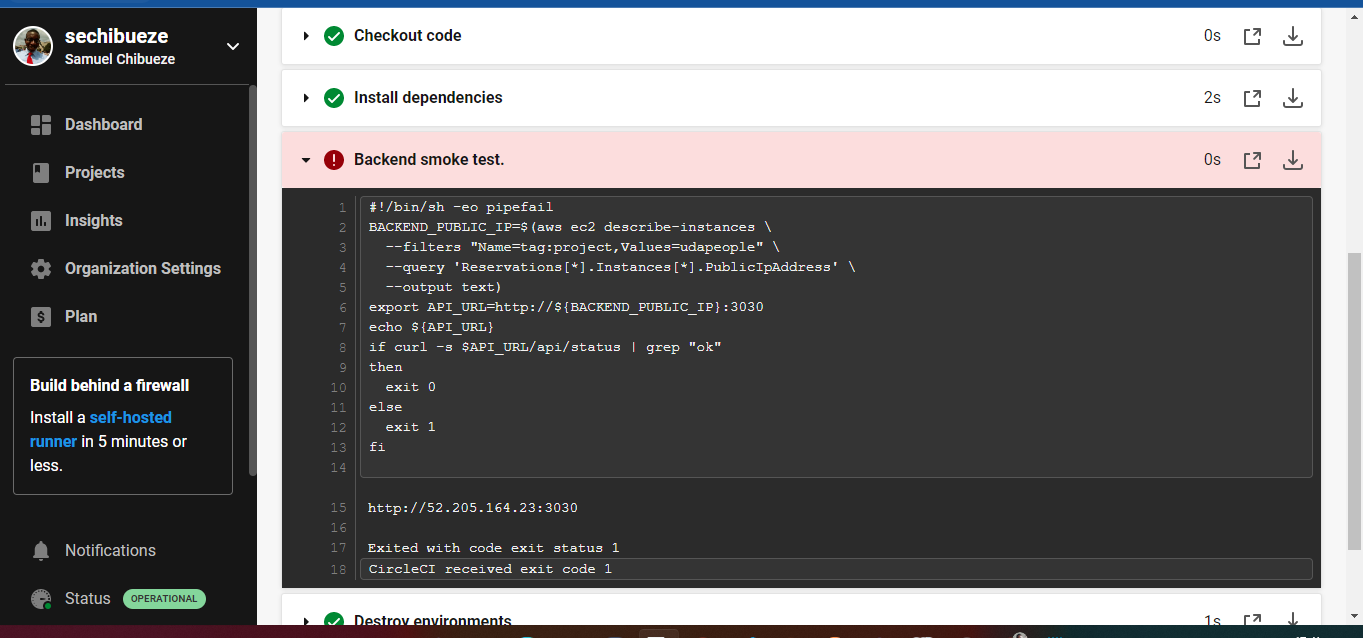 sechibueze
Samuel Chibueze
Dashboard
Projects
Insights
Organization Settings
Plan
Build behind a firewall
Install a self-hosted
runner in 5 minutes or
less.
Notifications
Status OPERATIONAL
Checkout code 0s
Install dependencies 2s
Backend smoke test. 0s
1 #!/bin/sh -eo pipefail
2 BACKEND_PUBLIC_IP=$(aws ec2 describe-instances \
3   --filters "Name=tag:project,Values=udapeople" \
4   --query 'Reservations[*].Instances[*].PublicIpAddress' \
5   --output text)
6 export API_URL=http://${BACKEND_PUBLIC_IP}:3030
7 echo ${API_URL}
8 if curl -s $API_URL/api/status | grep "ok"
9 then
10   exit 0
11 else
12   exit 1
13 fi
14
15 http://52.205.164.23:3030
16
17 Exited with code exit status 1
18 CircleCI received exit code 1
Destroy environments 1s